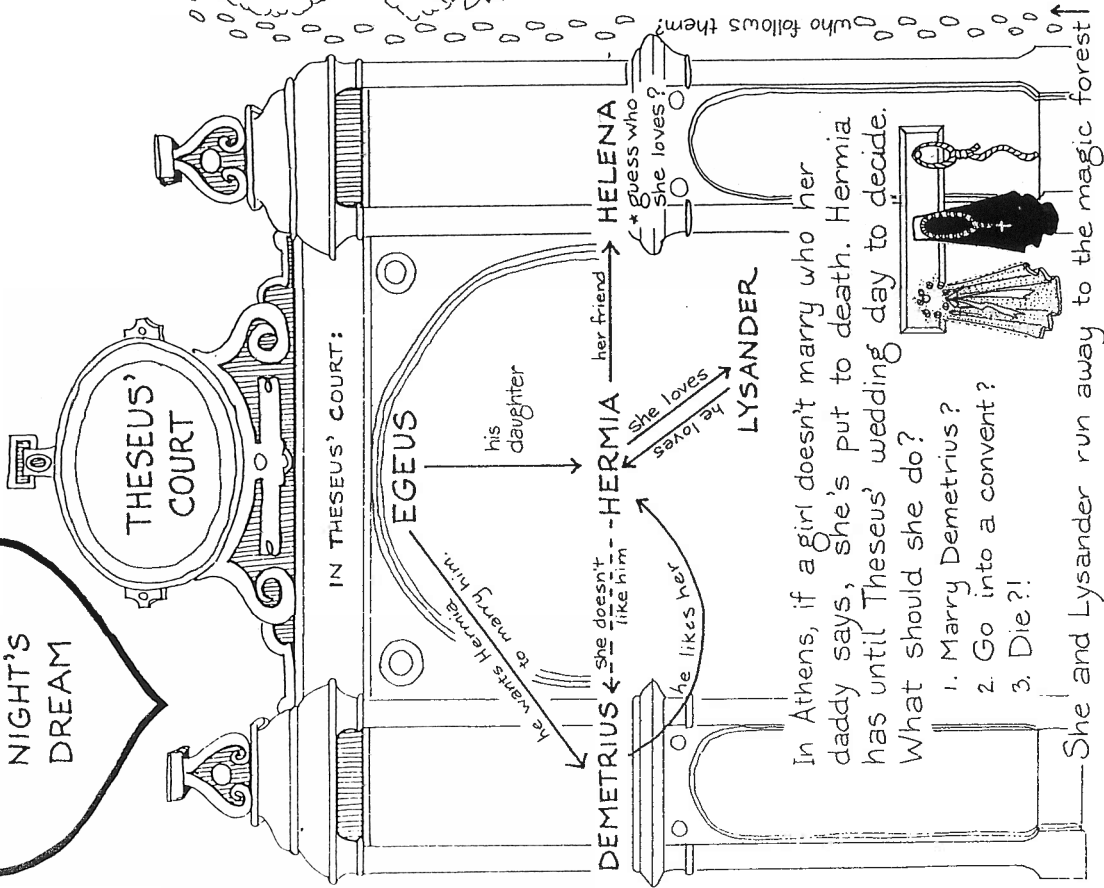 NIGHT'S
DREAM
THESEUS'
COURT
IN THESEUS' COURT:
EGEUS
his
daughter
he wants Hermia
to marry him.
DEMETRIUS
she doesn't
like him
HERMIA
her friend
HELENA
(* guess who
she loves?
he likes her
She loves
he loves
LYSANDER
In Athens, if a girl doesn't marry who her
daddy says, she's put to death. Hermia
has until Theseus' wedding day to decide.
What should she do?
1. Marry Demetrius?
2. Go into a convent?
3. Die?!
She and Lysander run away to the magic forest
who follows them?